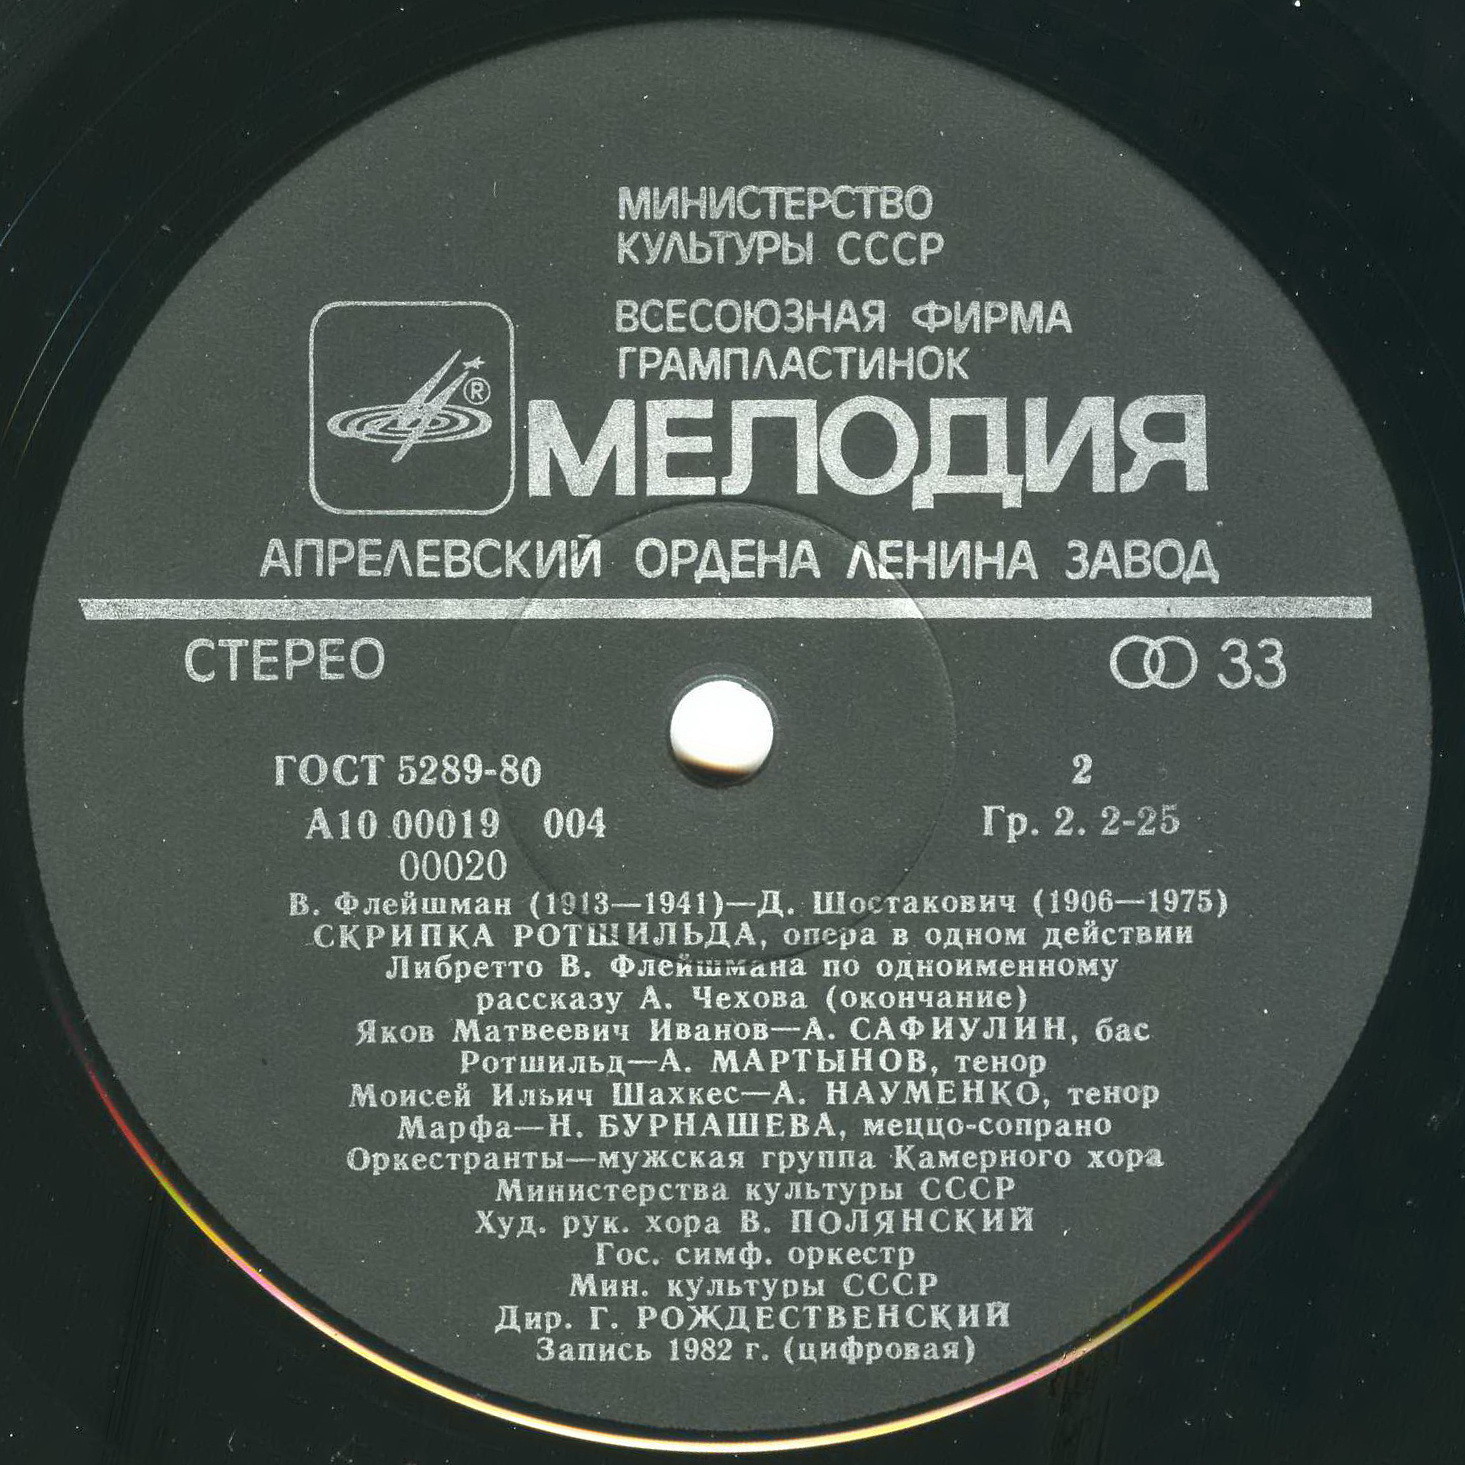 МИНИСТЕРСТВО
КУЛЬТУРЫ СССР
ВСЕСОЮЗНАЯ ФИРМА
ГРАМПЛАСТИНОК
®
МЕЛОДИЯ
АПРЕЛЕВСКИЙ ОРДЕНА ЛЕНИНА ЗАВОД
СТЕРЕО
33
ГОСТ 5289-80
2
А10 00019 004
Гр. 2. 2-25
00020
В. Флейшман (1913—1941)—Д. Шостакович (1906—1975)
СКРИПКА РОТШИЛЬДА, опера в одном действии
Либретто В. Флейшмана по одноименному
рассказу А. Чехова (окончание)
Яков Матвеевич Иванов—А. САФИУЛИН, бас
Ротшильд—А. МАРТЫНОВ, тенор
Моисей Ильич Шахкес—А. НАУМЕНКО, тенор
Марфа—Н. БУРНАШЕВА, меццо-сопрано
Оркестранты—мужская группа Камерного хора
Министерства культуры СССР
Худ. рук. хора В. ПОЛЯНСКИЙ
Гос. симф. оркестр
Мин. культуры СССР
Дир. Г. РОЖДЕСТВЕНСКИЙ
Запись 1982 г. (цифровая)